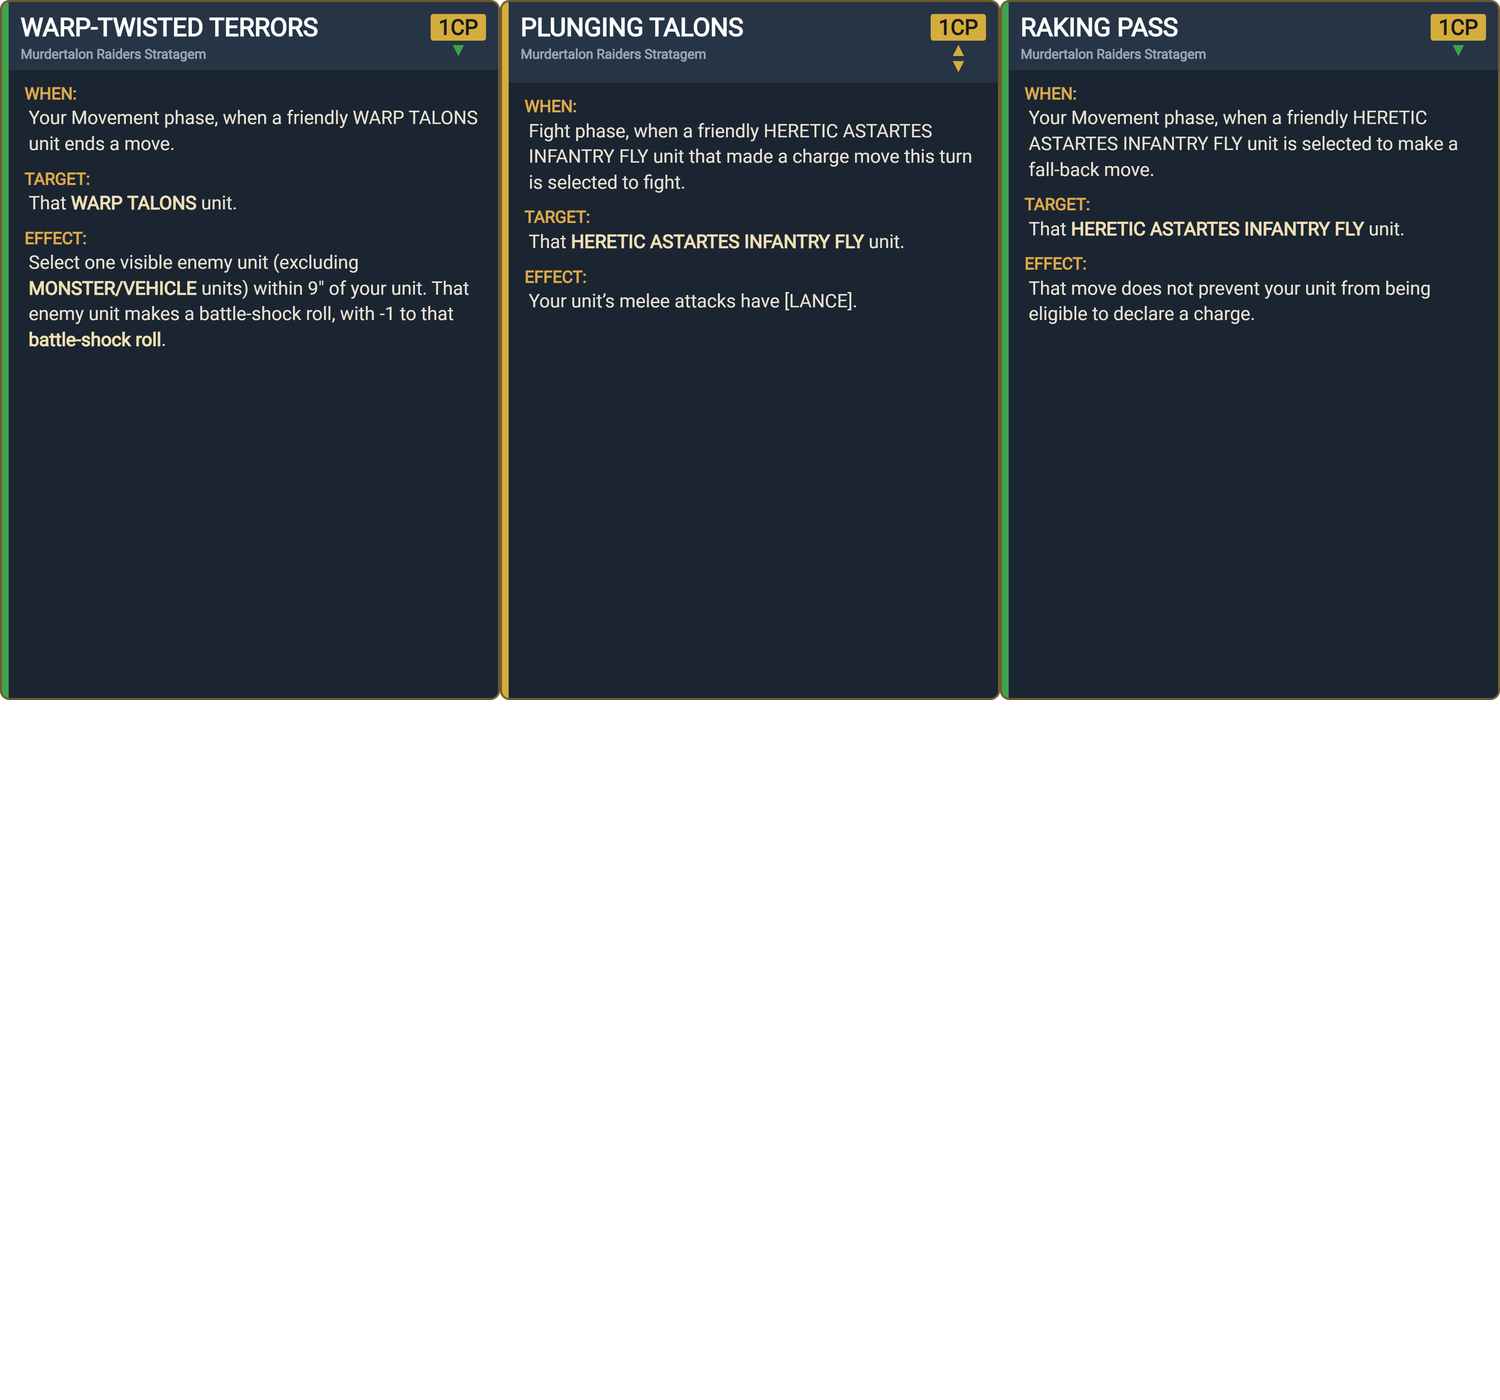 WARP-TWISTED TERRORS
1CP
Murdertalon Raiders Stratagem
WHEN:
Your Movement phase, when a friendly WARP TALONS
unit ends a move.
TARGET:
That WARP TALONS unit.
EFFECT:
Select one visible enemy unit (excluding
MONSTER/VEHICLE units) within 9" of your unit. That
enemy unit makes a battle-shock roll, with -1 to that
battle-shock roll.
PLUNGING TALONS
1CP
Murdertalon Raiders Stratagem
WHEN:
Fight phase, when a friendly HERETIC ASTARTES
INFANTRY FLY unit that made a charge move this turn
is selected to fight.
TARGET:
That HERETIC ASTARTES INFANTRY FLY unit.
EFFECT:
Your unit’s melee attacks have [LANCE].
RAKING PASS
1CP
Murdertalon Raiders Stratagem
WHEN:
Your Movement phase, when a friendly HERETIC
ASTARTES INFANTRY FLY unit is selected to make a
fall-back move.
TARGET:
That HERETIC ASTARTES INFANTRY FLY unit.
EFFECT:
That move does not prevent your unit from being
eligible to declare a charge.